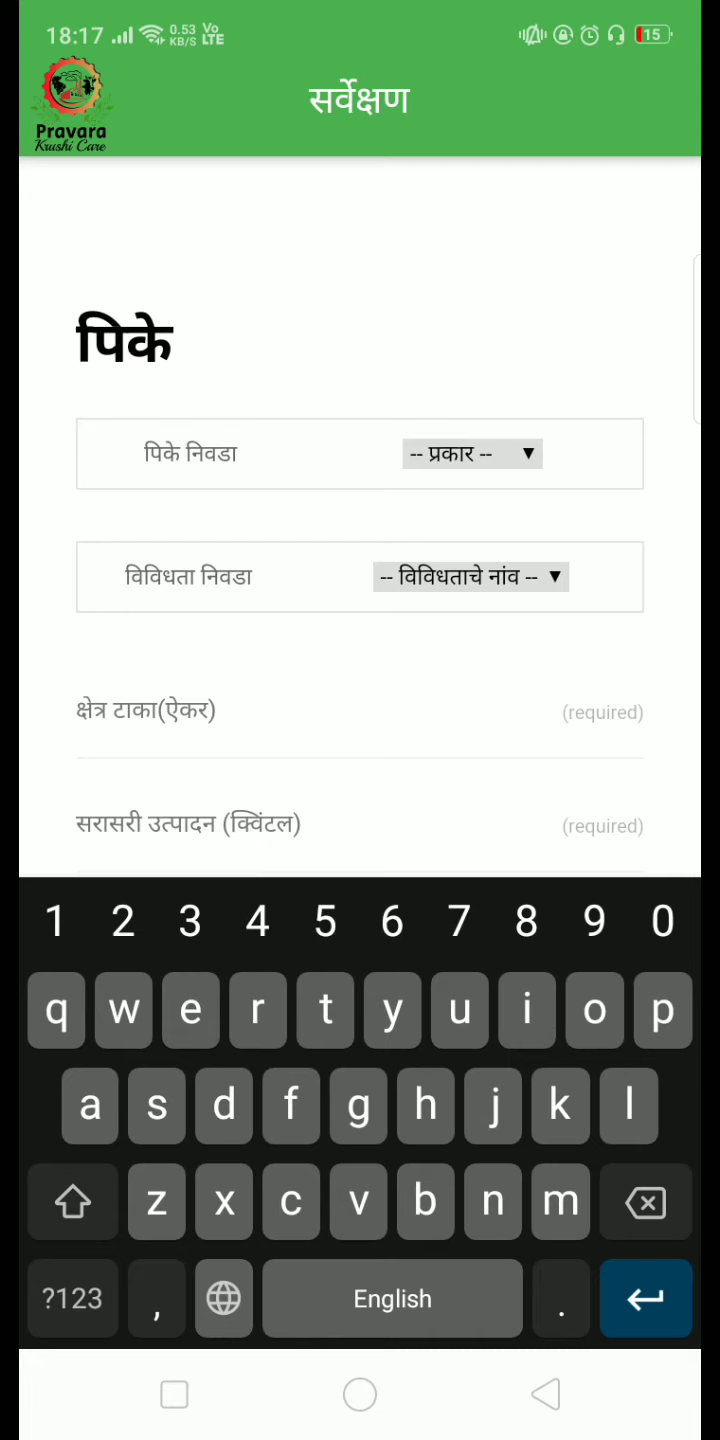 18:17 0.53 KB/S Vo LTE 15
Pravara
Krushi Care
सर्वेक्षण
पिके
पिके निवडा -- प्रकार -- ▼
विविधता निवडा -- विविधताचे नांव -- ▼
क्षेत्र टाका(ऐकर) (required)
सरासरी उत्पादन (क्विंटल) (required)
1 2 3 4 5 6 7 8 9 0
q w e r t y u i o p
a s d f g h j k l
z x c v b n m
?123 , English .